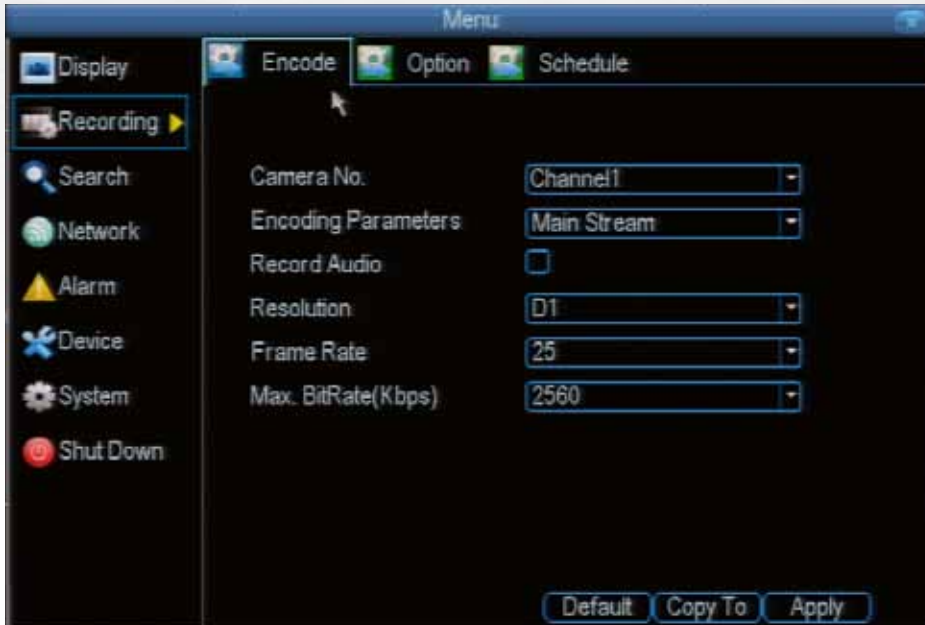 Menu
Display
Recording
Search
Network
Alarm
Device
System
Shut Down
Encode Option Schedule
Camera No. Channel1
Encoding Parameters Main Stream
Record Audio
Resolution D1
Frame Rate 25
Max. BitRate(Kbps) 2560
Default Copy To Apply